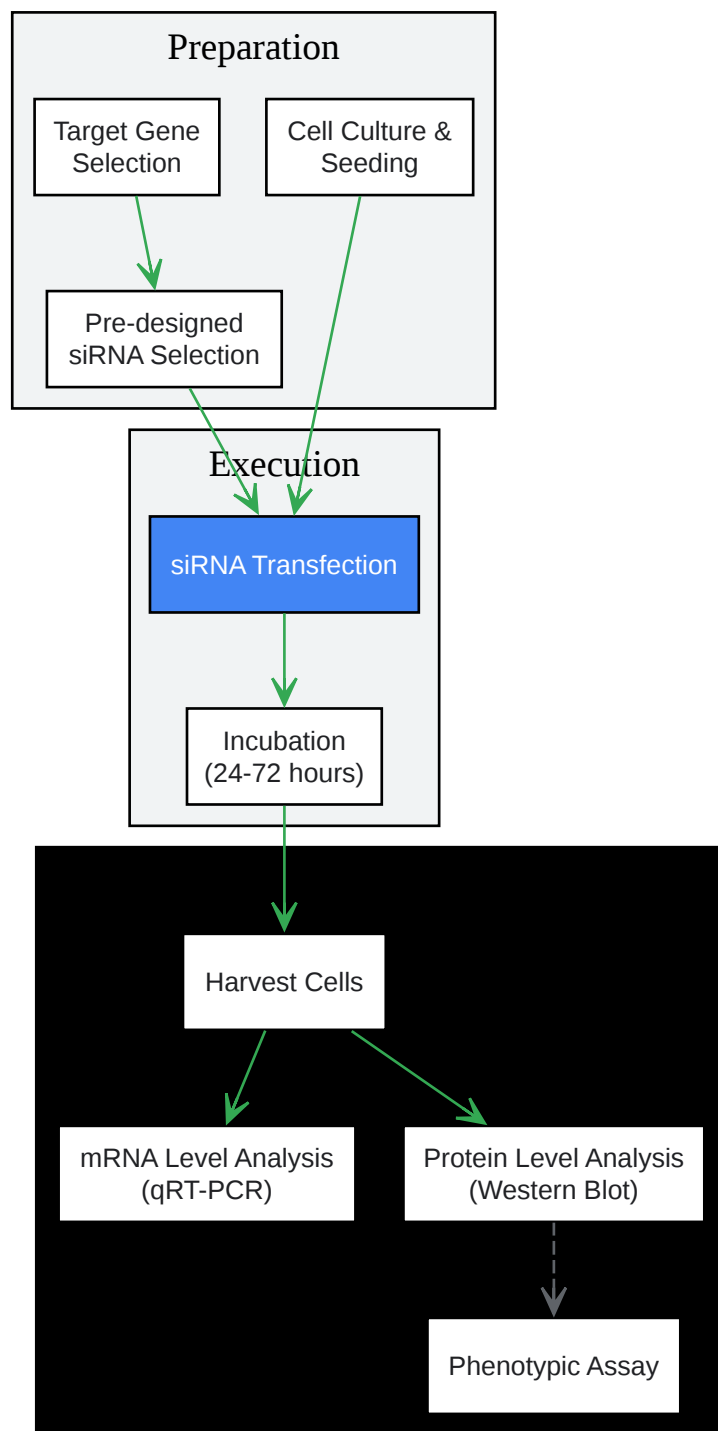 Preparation
Target Gene
Selection
Cell Culture &
Seeding
Pre-designed
siRNA Selection
Execution
siRNA Transfection
Incubation
(24-72 hours)
Harvest Cells
mRNA Level Analysis
(qRT-PCR)
Protein Level Analysis
(Western Blot)
Phenotypic Assay